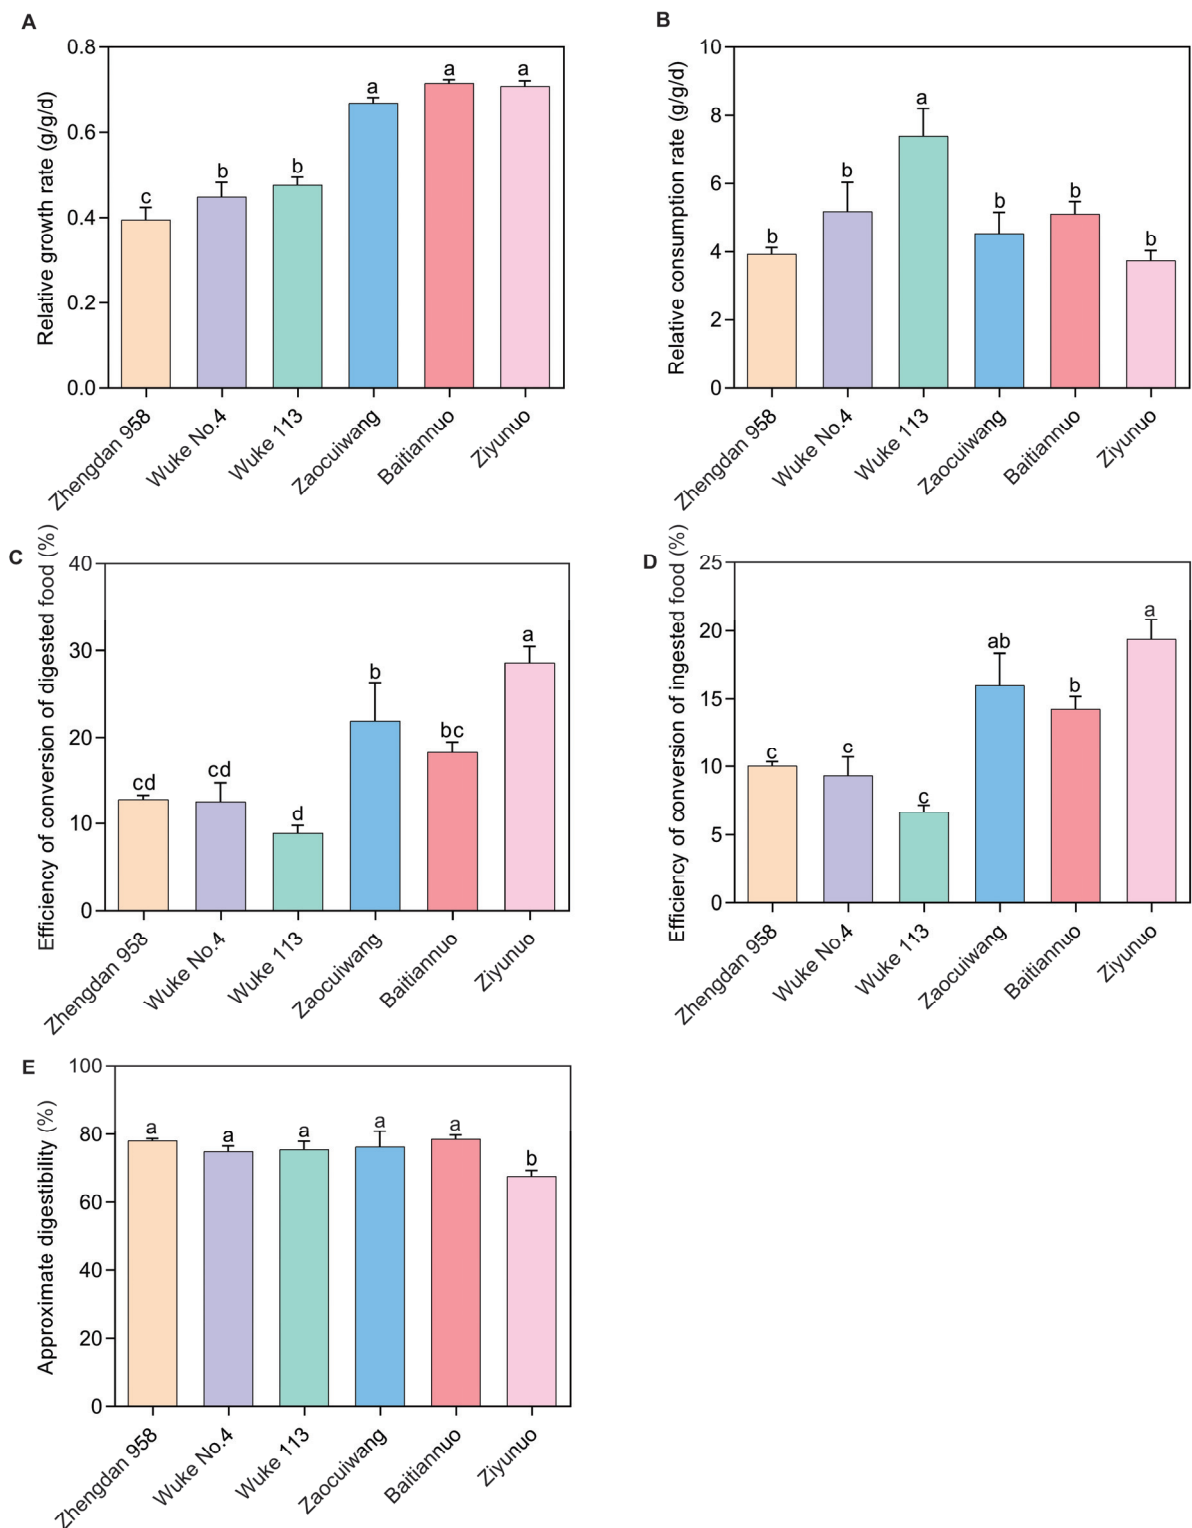 A
Relative growth rate (g/g/d)
0.8
0.6
0.4
0.2
0.0
c
b
b
a
a
a
Zhengdan 958
Wuke No.4
Wuke 113
Zaocuiwang
Baitiannuo
Ziyunuo
B
Relative consumption rate (g/g/d)
10
8
6
4
2
0
b
b
a
b
b
b
Zhengdan 958
Wuke No.4
Wuke 113
Zaocuiwang
Baitiannuo
Ziyunuo
C
Efficiency of conversion of digested food (%)
40
30
20
10
0
cd
cd
d
b
bc
a
Zhengdan 958
Wuke No.4
Wuke 113
Zaocuiwang
Baitiannuo
Ziyunuo
D
Efficiency of conversion of ingested food (%)
25
20
15
10
5
0
c
c
c
ab
b
a
Zhengdan 958
Wuke No.4
Wuke 113
Zaocuiwang
Baitiannuo
Ziyunuo
E
Approximate digestibility (%)
100
80
60
40
20
0
a
a
a
a
a
b
Zhengdan 958
Wuke No.4
Wuke 113
Zaocuiwang
Baitiannuo
Ziyunuo